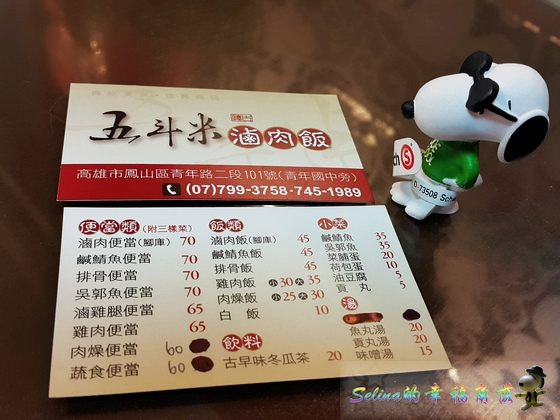 五斗米 滷肉飯
高雄市鳳山區青年路二段101號(青年國中旁)
(07)799-3758·745-1989
便當類(附三樣菜)
滷肉便當(腳庫) 70
鹹鯖魚便當 70
排骨便當 70
吳郭魚便當 70
滷雞腿便當 65
雞肉便當 65
肉燥便當 60
蔬食便當 60
飯類
滷肉飯(腳庫) 45
鹹鯖魚飯 45
排骨飯 45
雞肉飯 小30 大35
肉燥飯 小25 大30
白飯 10
飲料
古早味冬瓜茶 20
小菜
鹹鯖魚 35
吳郭魚 35
菜脯蛋 20
荷包蛋 10
油豆腐 5
貢丸 5
湯
魚丸湯 20
貢丸湯 20
味噌湯 15
ch 5
D-73508 Sch
Selina的幸福角落